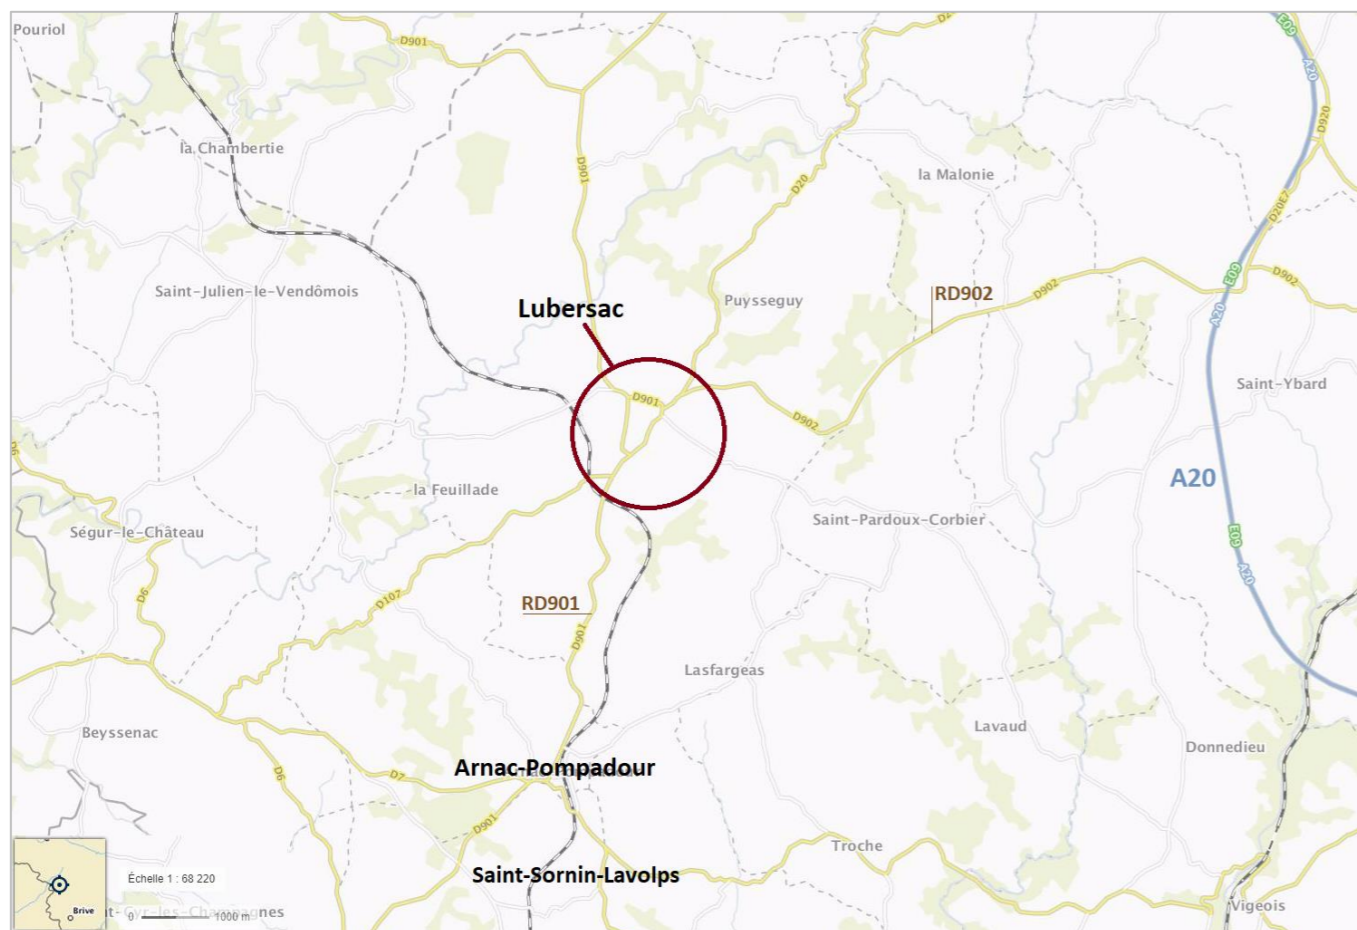 Pouriol
D901
E09
A20
D920
la Chambertie
D901
D20
la Malonie
D20E7
Saint-Julien-le-Vendômois
Lubersac
Puysseguy
RD902
D902
E09
D902
A20
Saint-Ybard
D901
D902
la Feuillade
A20
Saint-Pardoux-Corbier
Ségur-le-Château
E09
A20
D6
D107
RD901
D901
Lasfargeas
Beyssenac
Lavaud
Donnedieu
Arnac-Pompadour
D6
D7
D901
Troche
Saint-Sornin-Lavolps
Échelle 1 : 68 220
Brive
0 1000 m
Vigeois